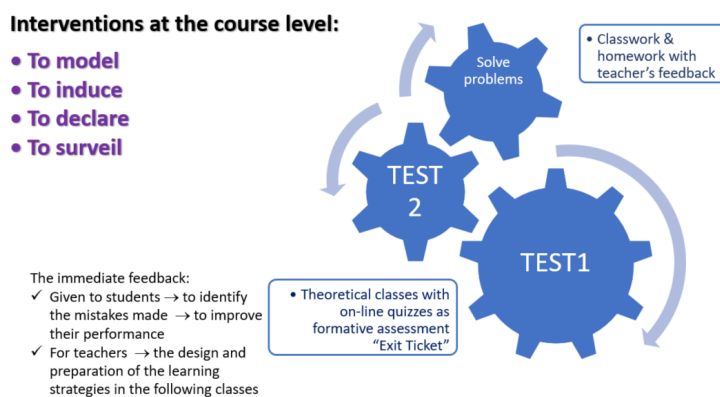 Interventions at the course level:
• To model
• To induce
• To declare
• To surveil
Solve
problems
• Classwork &
homework with
teacher's feedback
TEST
2
TEST1
• Theoretical classes with
on-line quizzes as
formative assessment
“Exit Ticket”
The immediate feedback:
✓ Given to students → to identify
the mistakes made → to improve
their performance
✓ For teachers → the design and
preparation of the learning
strategies in the following classes